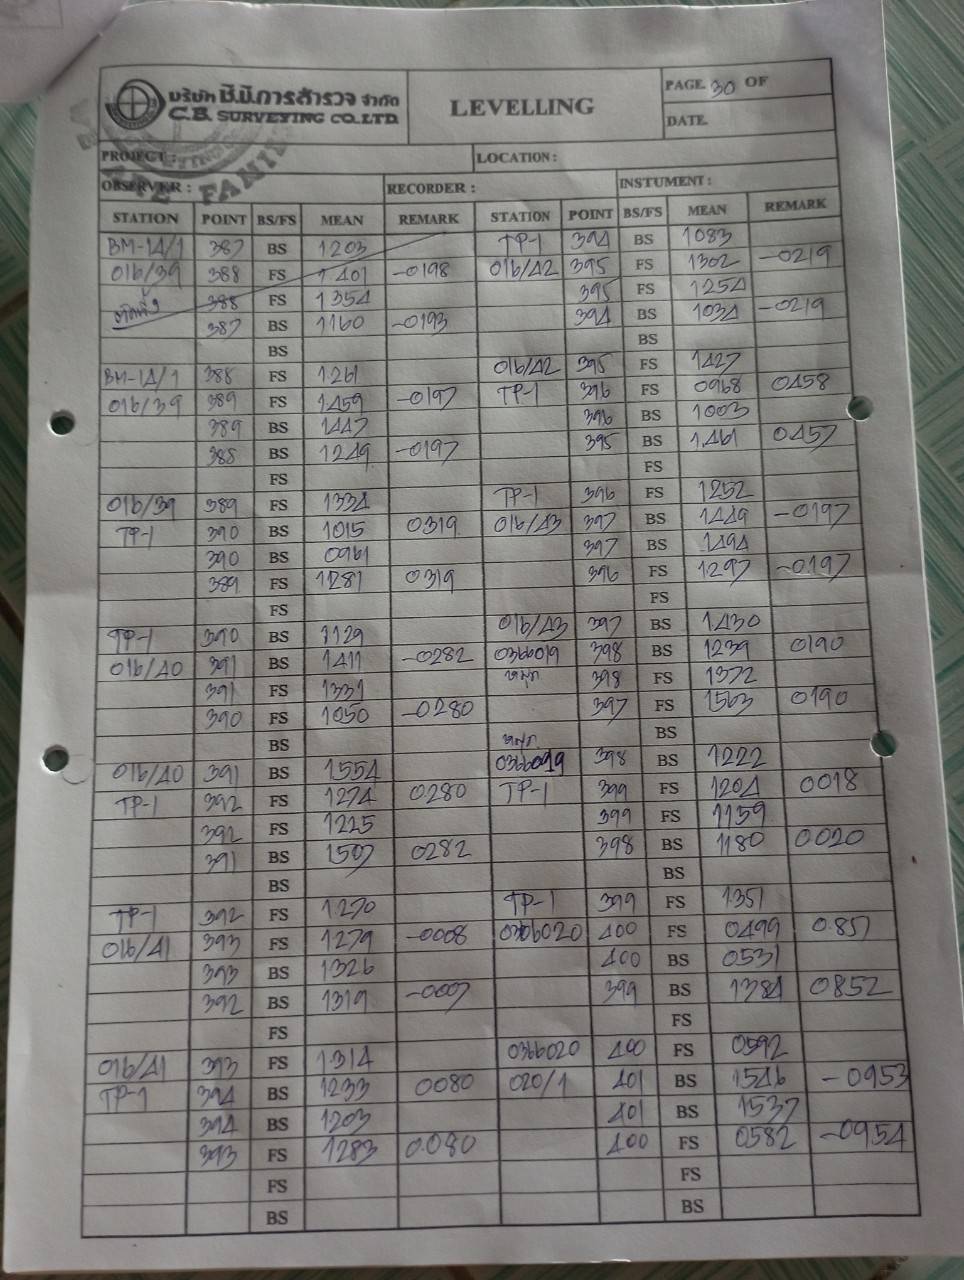 บริษัท ซี.บี.การสำรวจ จำกัด
C.B. SURVEYING CO.,LTD.
LEVELLING
PAGE. 30 OF
DATE.
PROJECT :
LOCATION :
OBSERVER :
RECORDER :
INSTUMENT :
STATION POINT BS/FS MEAN REMARK STATION POINT BS/FS MEAN REMARK
BM-14/1 387 BS 1203 TP-1 394 BS 1083
016/39 388 FS 1401 -0198 016/42 395 FS 1302 -0219
388 FS 1354 395 FS 1254
387 BS 1160 -0193 394 BS 1034 -0219
BS BS
BM-14/1 388 FS 1261 016/42 395 FS 1427
016/39 389 FS 1459 -0197 TP-1 396 FS 0968 0458
389 BS 1447 396 BS 1003
388 BS 1249 -0197 395 BS 1461 0457
FS FS
016/39 389 FS 1334 TP-1 396 FS 1252
TP-1 390 BS 1015 0319 016/43 397 BS 1449 -0197
390 BS 0961 397 BS 1494
389 FS 1281 0319 396 FS 1297 -0197
FS FS
TP-1 390 BS 1129 016/43 397 BS 1430
016/40 391 BS 1411 -0282 0366019 398 BS 1239 0190
391 FS 1331 หมุด 398 FS 1372
390 FS 1050 -0280 397 FS 1563 0190
BS BS
016/40 391 BS 1554 หมุด 0366019 398 BS 1222
TP-1 392 FS 1274 0280 TP-1 399 FS 1204 0018
392 FS 1225 399 FS 1159
391 BS 1507 0282 398 BS 1180 0020
BS BS
TP-1 392 FS 1270 TP-1 399 FS 1351
016/41 393 FS 1279 -0008 0366020 400 FS 0499 0.857
393 BS 1326 400 BS 0531
392 BS 1319 -0007 399 BS 1384 0852
FS FS
016/41 393 FS 1314 0366020 400 FS 0592
TP-1 394 BS 1233 0080 020/1 401 BS 1546 -0953
394 BS 1203 401 BS 1537
393 FS 1283 0.080 400 FS 0582 -0954
FS FS
BS BS